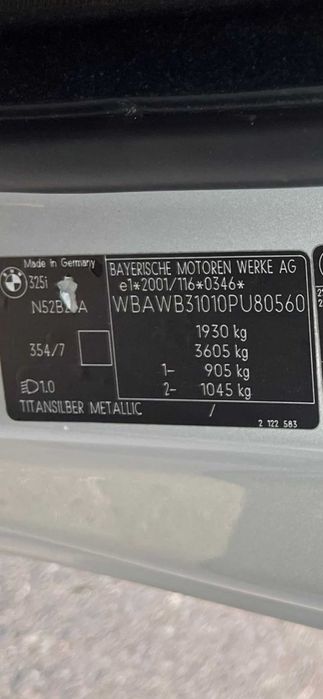 Made in Germany
325i
N52B
354/7
1.0
TITANSILBER METALLIC /
BAYERISCHE MOTOREN WERKE AG
e1*2001/116*0346*
WBAWB31010PU80560
1930 kg
3605 kg
1- 905 kg
2- 1045 kg
2 122 583